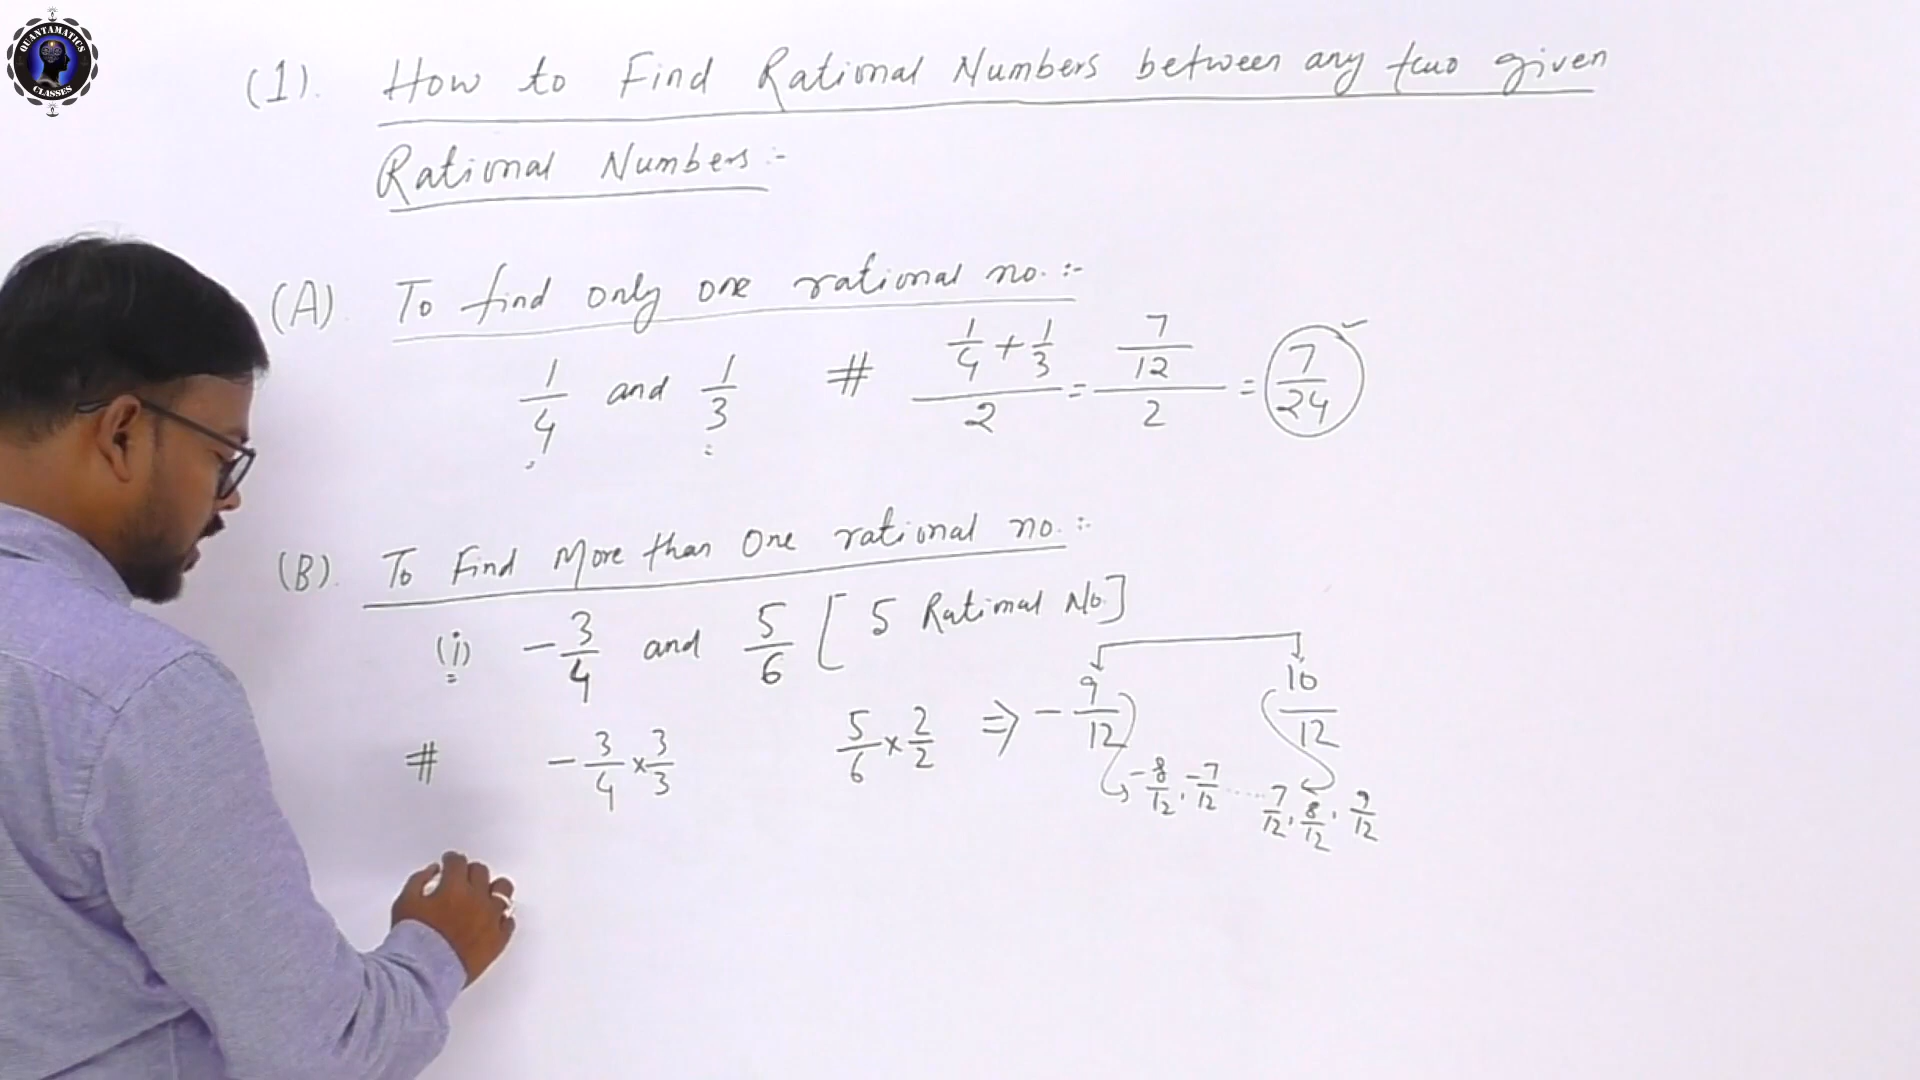 QUANTAMATICS
CLASSES
(1). How to Find Rational Numbers between any two given
Rational Numbers:-
(A) To find only one rational no.:-
1/4 and 1/3 # (1/4 + 1/3)/2 = (7/12)/2 = 7/24 ✓
(B). To Find More than One rational no.:-
(i) -3/4 and 5/6 [5 Rational No.]
# -3/4 × 3/3 5/6 × 2/2 ⇒ -9/12 10/12
-8/12, -7/12 ..... 7/12, 8/12, 9/12